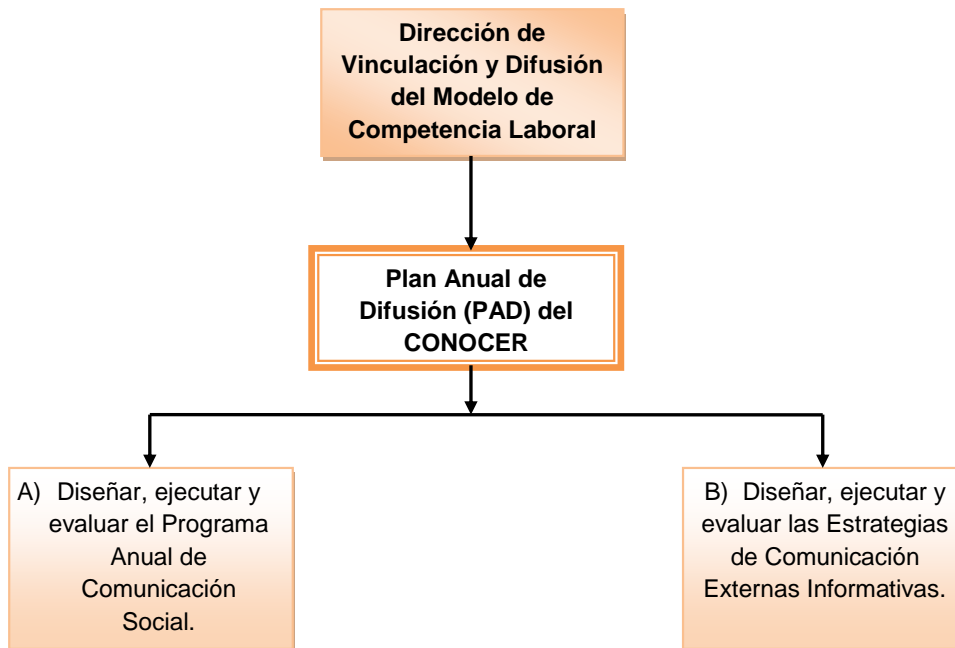 Dirección de
Vinculación y Difusión
del Modelo de
Competencia Laboral
Plan Anual de
Difusión (PAD) del
CONOCER
A) Diseñar, ejecutar y
evaluar el Programa
Anual de
Comunicación
Social.
B) Diseñar, ejecutar y
evaluar las Estrategias
de Comunicación
Externas Informativas.